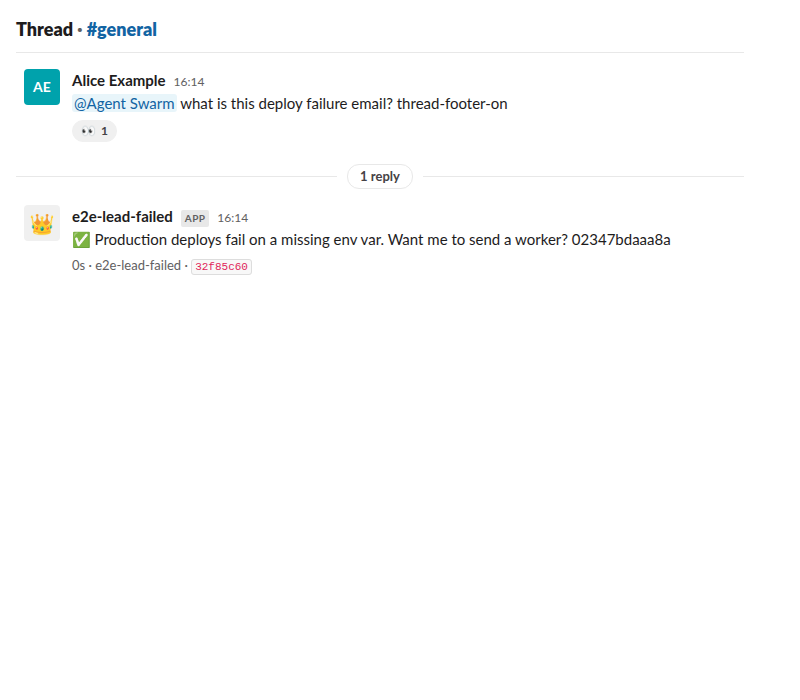 Thread • #general
AE
Alice Example 16:14
@Agent Swarm what is this deploy failure email? thread-footer-on
👀 1
1 reply
e2e-lead-failed APP 16:14
✅ Production deploys fail on a missing env var. Want me to send a worker? 02347bdaaa8a
0s · e2e-lead-failed · 32f85c60